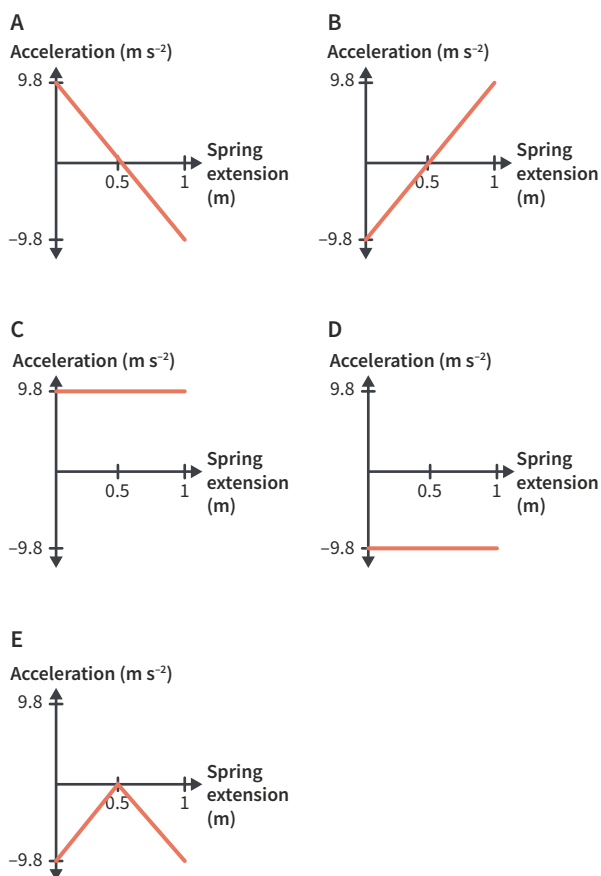 A
Acceleration (m s⁻²)
9.8
Spring
extension
(m)
0.5
1
–9.8
B
Acceleration (m s⁻²)
9.8
Spring
extension
(m)
0.5
1
–9.8
C
Acceleration (m s⁻²)
9.8
Spring
extension
(m)
0.5
1
–9.8
D
Acceleration (m s⁻²)
9.8
Spring
extension
(m)
0.5
1
–9.8
E
Acceleration (m s⁻²)
9.8
Spring
extension
(m)
0.5
1
–9.8